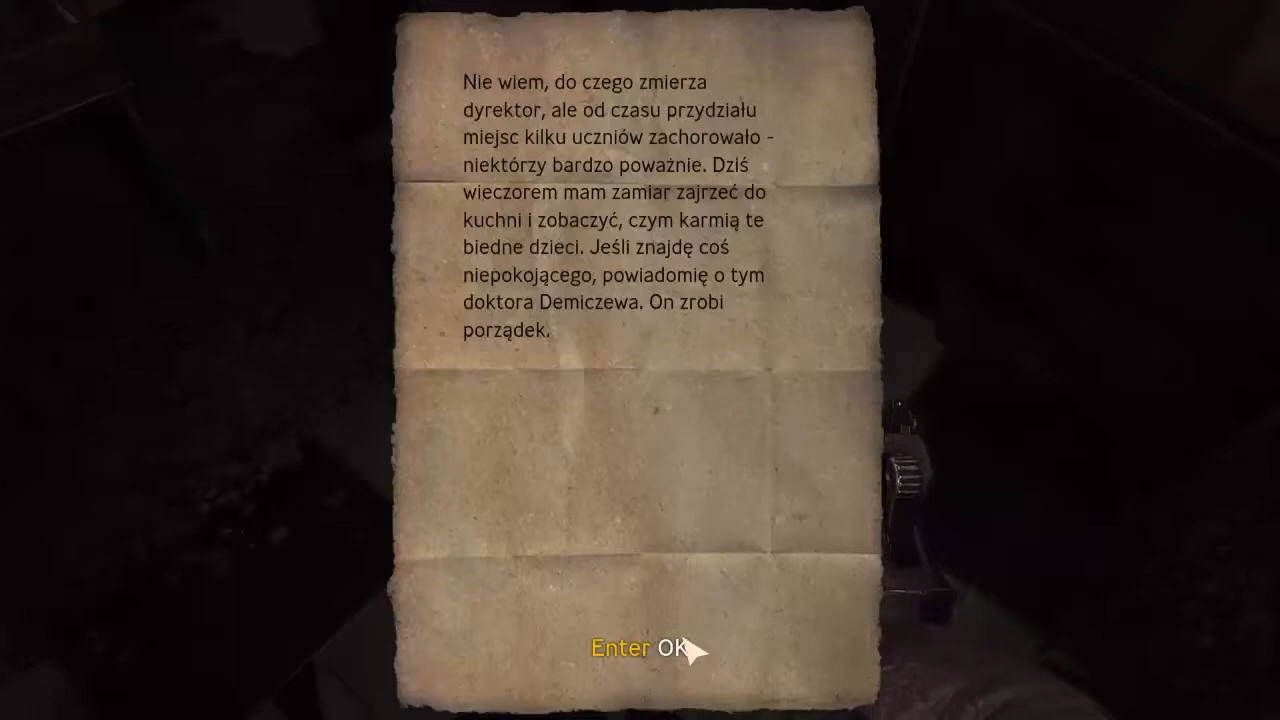 Nie wiem, do czego zmierza
dyrektor, ale od czasu przydziału
miejsc kilku uczniów zachorowało -
niektórzy bardzo poważnie. Dziś
wieczorem mam zamiar zajrzeć do
kuchni i zobaczyć, czym karmią te
biedne dzieci. Jeśli znajdę coś
niepokojącego, powiadomię o tym
doktora Demiczewa. On zrobi
porządek.
Enter OK